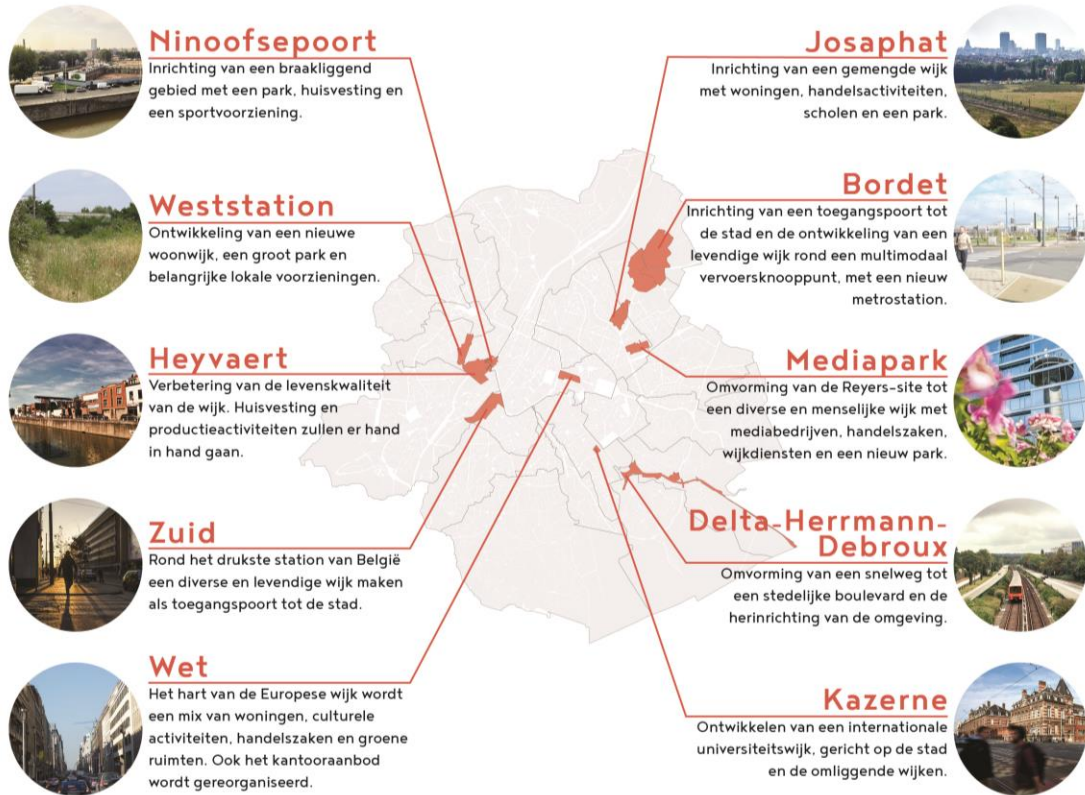 Ninoofsepoort
Inrichting van een braakliggend
gebied met een park, huisvesting en
een sportvoorziening.
Weststation
Ontwikkeling van een nieuwe
woonwijk, een groot park en
belangrijke lokale voorzieningen.
Heyvaert
Verbetering van de levenskwaliteit
van de wijk. Huisvesting en
productieactiviteiten zullen er hand
in hand gaan.
Zuid
Rond het drukste station van België
een diverse en levendige wijk maken
als toegangspoort tot de stad.
Wet
Het hart van de Europese wijk wordt
een mix van woningen, culturele
activiteiten, handelszaken en groene
ruimten. Ook het kantooraanbod
wordt gereorganiseerd.
Josaphat
Inrichting van een gemengde wijk
met woningen, handelsactiviteiten,
scholen en een park.
Bordet
Inrichting van een toegangspoort tot
de stad en de ontwikkeling van een
levendige wijk rond een multimodaal
vervoersknooppunt, met een nieuw
metrostation.
Mediapark
Omvorming van de Reyers-site tot
een diverse en menselijke wijk met
mediabedrijven, handelszaken,
wijkdiensten en een nieuw park.
Delta-Herrmann-
Debroux
Omvorming van een snelweg tot
een stedelijke boulevard en de
herinrichting van de omgeving.
Kazerne
Ontwikkelen van een internationale
universiteitswijk, gericht op de stad
en de omliggende wijken.